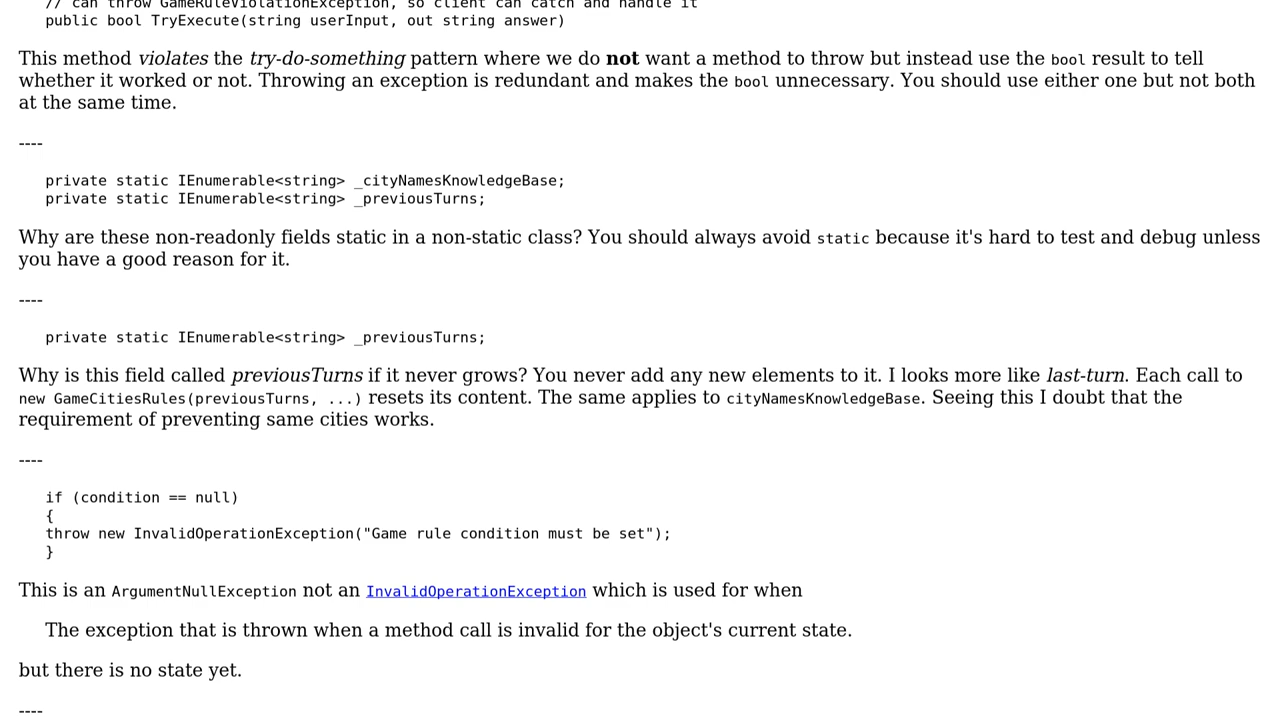 // can throw GameRuleViolationException, so client can catch and handle it
public bool TryExecute(string userInput, out string answer)
This method violates the try-do-something pattern where we do not want a method to throw but instead use the bool result to tell
whether it worked or not. Throwing an exception is redundant and makes the bool unnecessary. You should use either one but not both
at the same time.
----
private static IEnumerable<string> _cityNamesKnowledgeBase;
private static IEnumerable<string> _previousTurns;
Why are these non-readonly fields static in a non-static class? You should always avoid static because it's hard to test and debug unless
you have a good reason for it.
----
private static IEnumerable<string> _previousTurns;
Why is this field called previousTurns if it never grows? You never add any new elements to it. I looks more like last-turn. Each call to
new GameCitiesRules(previousTurns, ...) resets its content. The same applies to cityNamesKnowledgeBase. Seeing this I doubt that the
requirement of preventing same cities works.
----
if (condition == null)
{
throw new InvalidOperationException("Game rule condition must be set");
}
This is an ArgumentNullException not an InvalidOperationException which is used for when
The exception that is thrown when a method call is invalid for the object's current state.
but there is no state yet.
----